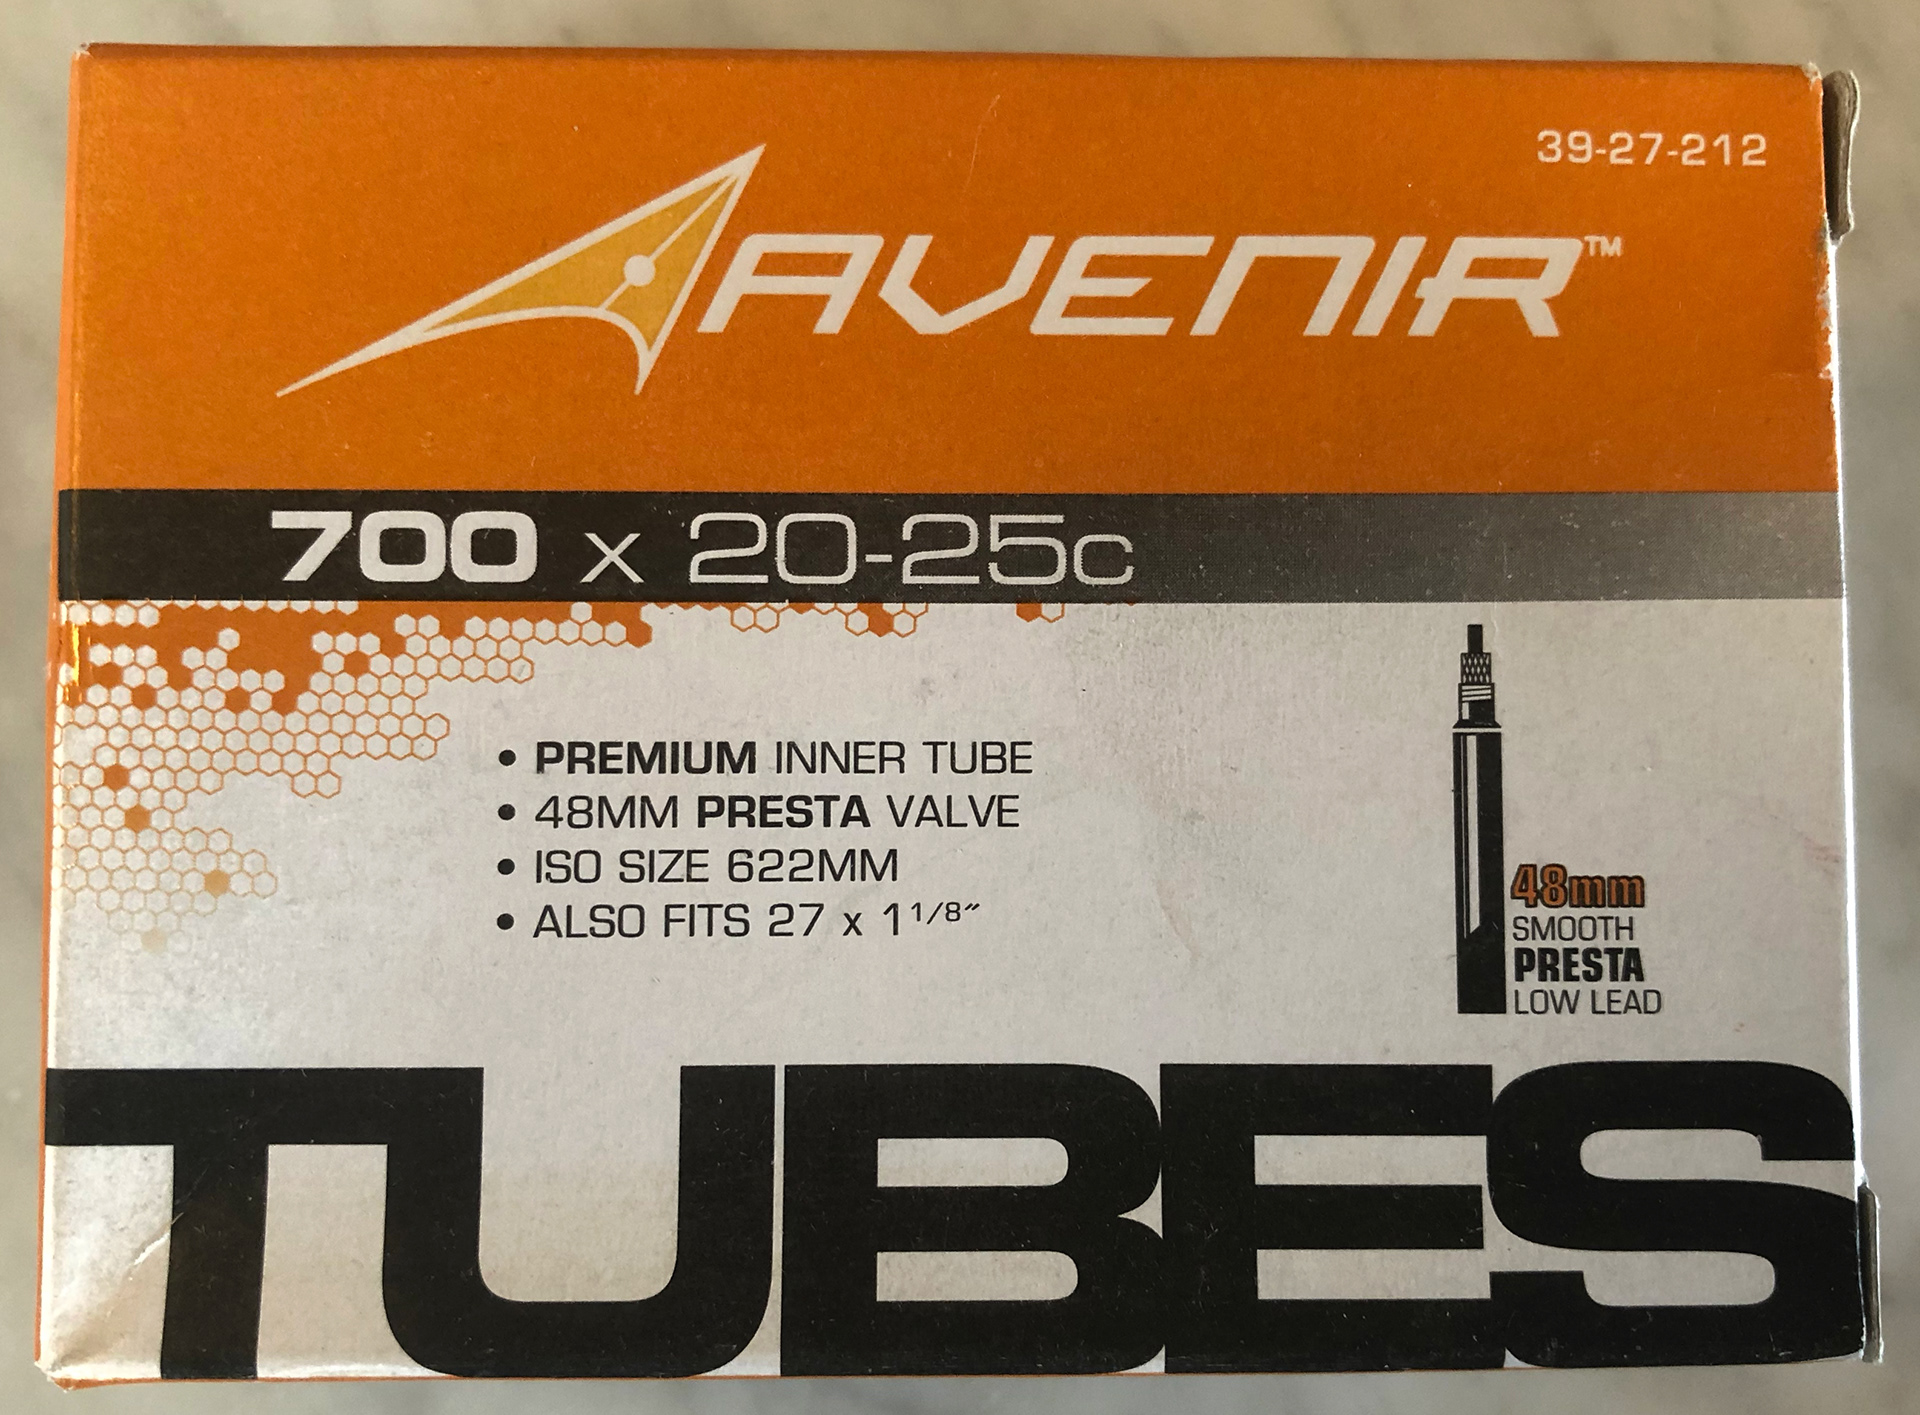 39-27-212
AVENIR™
700 x 20-25c
• PREMIUM INNER TUBE
• 48MM PRESTA VALVE
• ISO SIZE 622MM
• ALSO FITS 27 x 1 1/8″
48mm
SMOOTH
PRESTA
LOW LEAD
TUBES